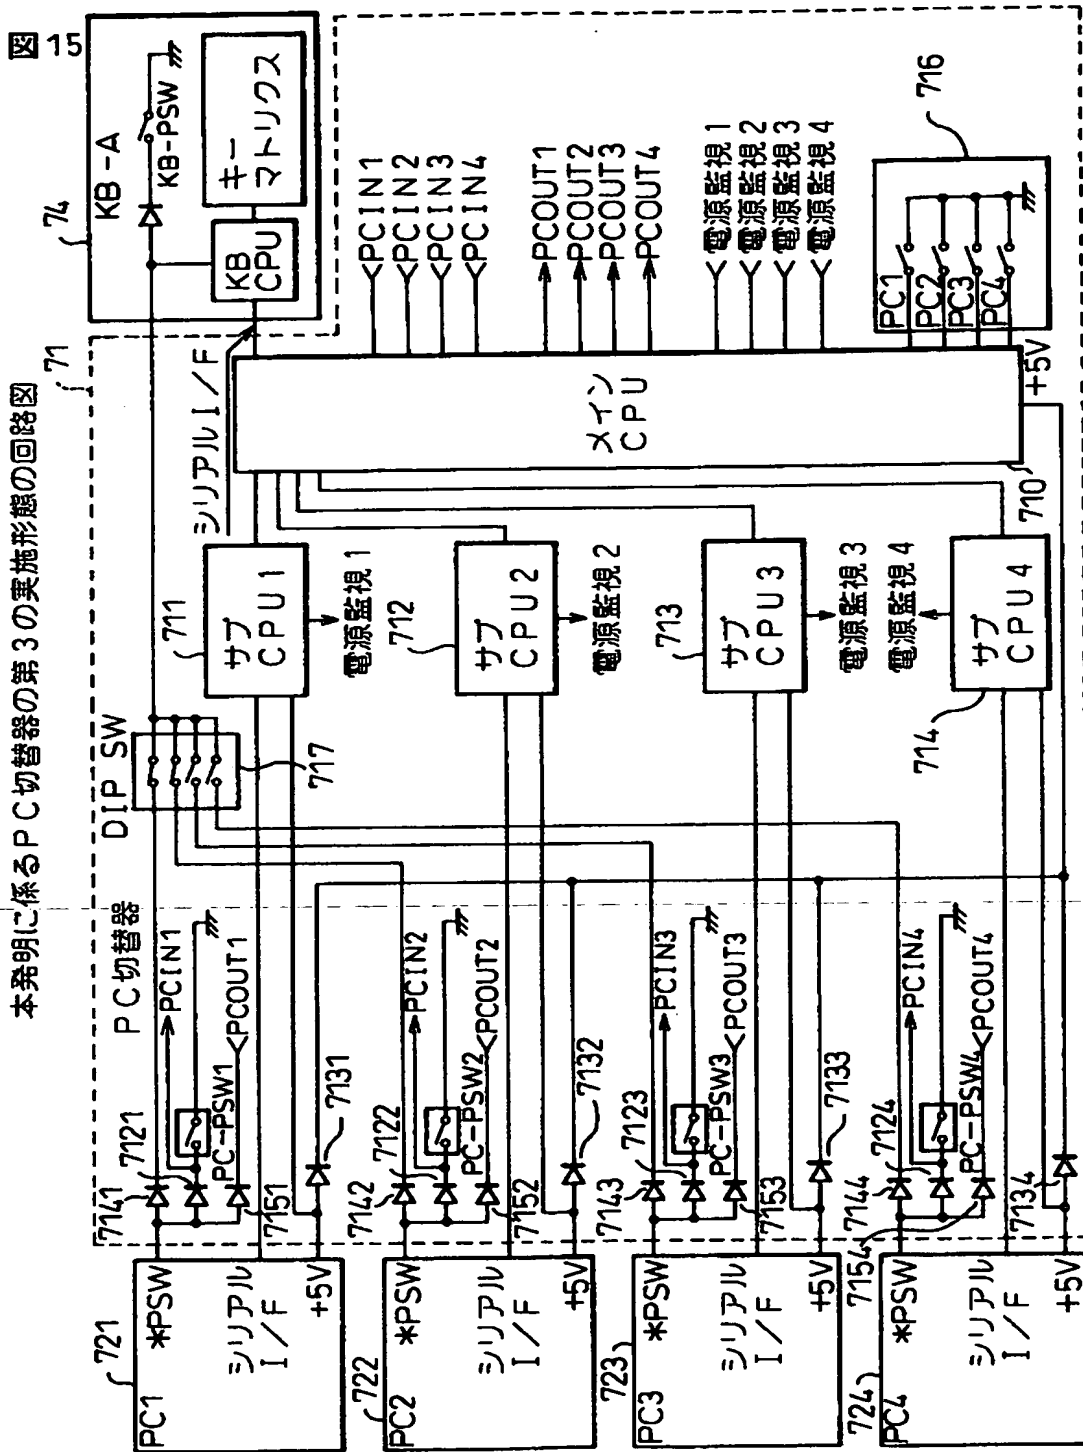 図 15
本発明に係るPC切替器の第3の実施形態の回路図
71
74
KB-A
KB-PSW
KB
CPU
キー
マトリクス
シリアルI/F
PCIN1
PCIN2
PCIN3
PCIN4
PCOUT1
PCOUT2
PCOUT3
PCOUT4
電源監視1
電源監視2
電源監視3
電源監視4
716
PC1
PC2
PC3
PC4
メイン
CPU
+5V
710
711
サブ
CPU1
電源監視1
712
サブ
CPU2
電源監視2
713
サブ
CPU3
電源監視3
電源監視4
サブ
CPU4
714
DIP SW
717
PC切替器
PCIN1
PC-PSW1
PCOUT1
7141
7121
7151
7131
PCIN2
PC-PSW2
PCOUT2
7142
7122
7152
7132
PCIN3
PC-PSW3
PCOUT3
7143
7123
7153
7133
PCIN4
PC-PSW4
PCOUT4
7144
7124
7154
7134
721
PC1
*PSW
シリアル
I/F
+5V
722
PC2
*PSW
シリアル
I/F
+5V
723
PC3
*PSW
シリアル
I/F
+5V
724
PC4
*PSW
シリアル
I/F
+5V